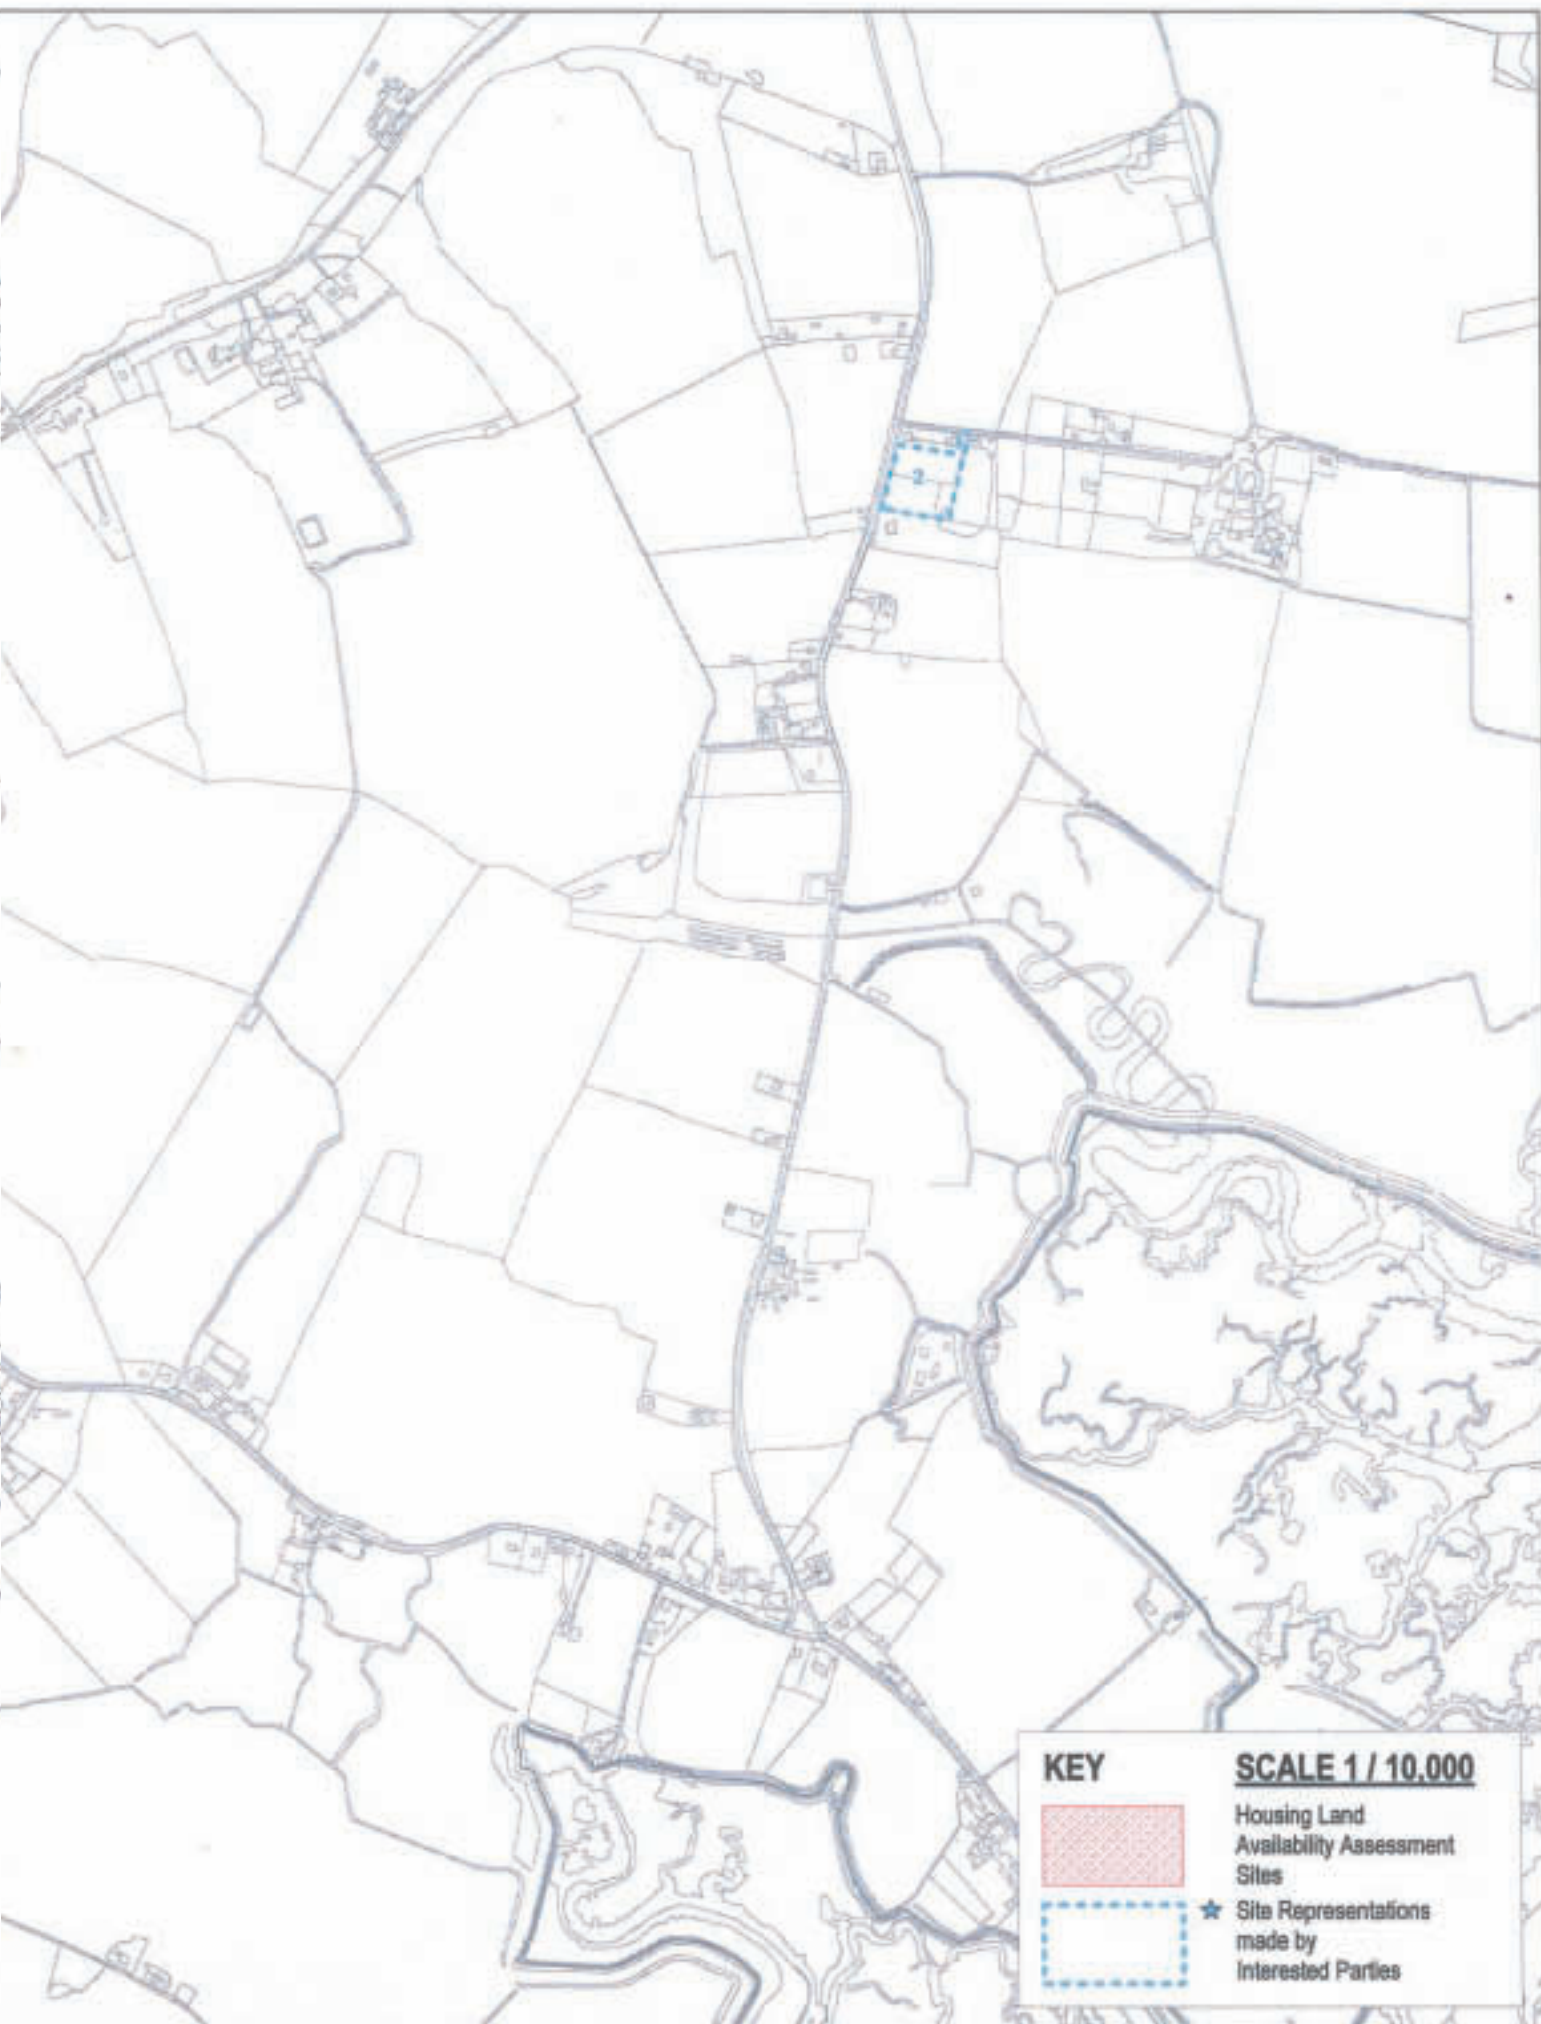 2
KEY
SCALE 1 / 10,000
Housing Land
Availability Assessment
Sites
Site Representations
made by
Interested Parties